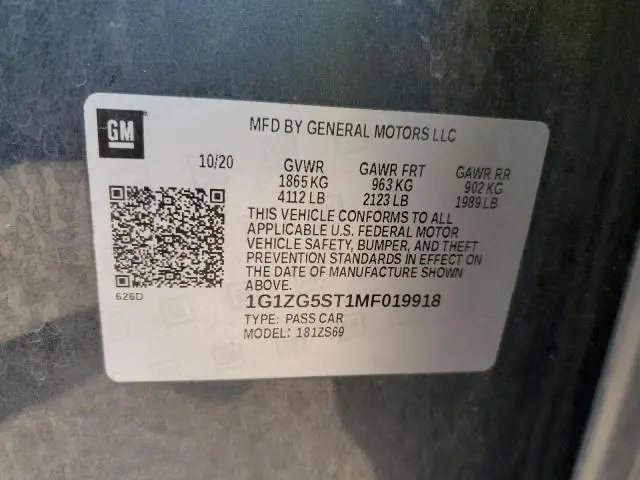 GM
MFD BY GENERAL MOTORS LLC
10/20 GVWR GAWR FRT GAWR RR
1865 KG 963 KG 902 KG
4112 LB 2123 LB 1989 LB
THIS VEHICLE CONFORMS TO ALL
APPLICABLE U.S. FEDERAL MOTOR
VEHICLE SAFETY, BUMPER, AND THEFT
PREVENTION STANDARDS IN EFFECT ON
THE DATE OF MANUFACTURE SHOWN
ABOVE.
626D
1G1ZG5ST1MF019918
TYPE: PASS CAR
MODEL: 181ZS69